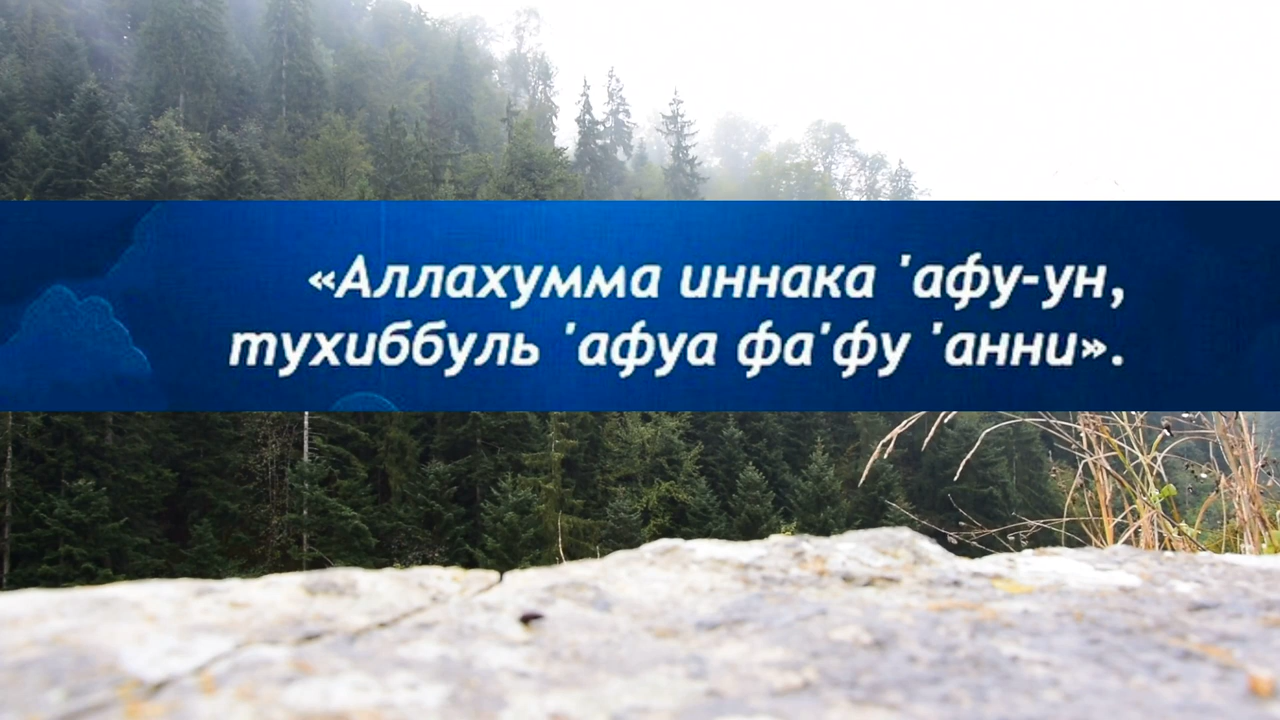 «Аллахумма иннака 'афу-ун,
тухиббуль 'афуа фа'фу 'анни».